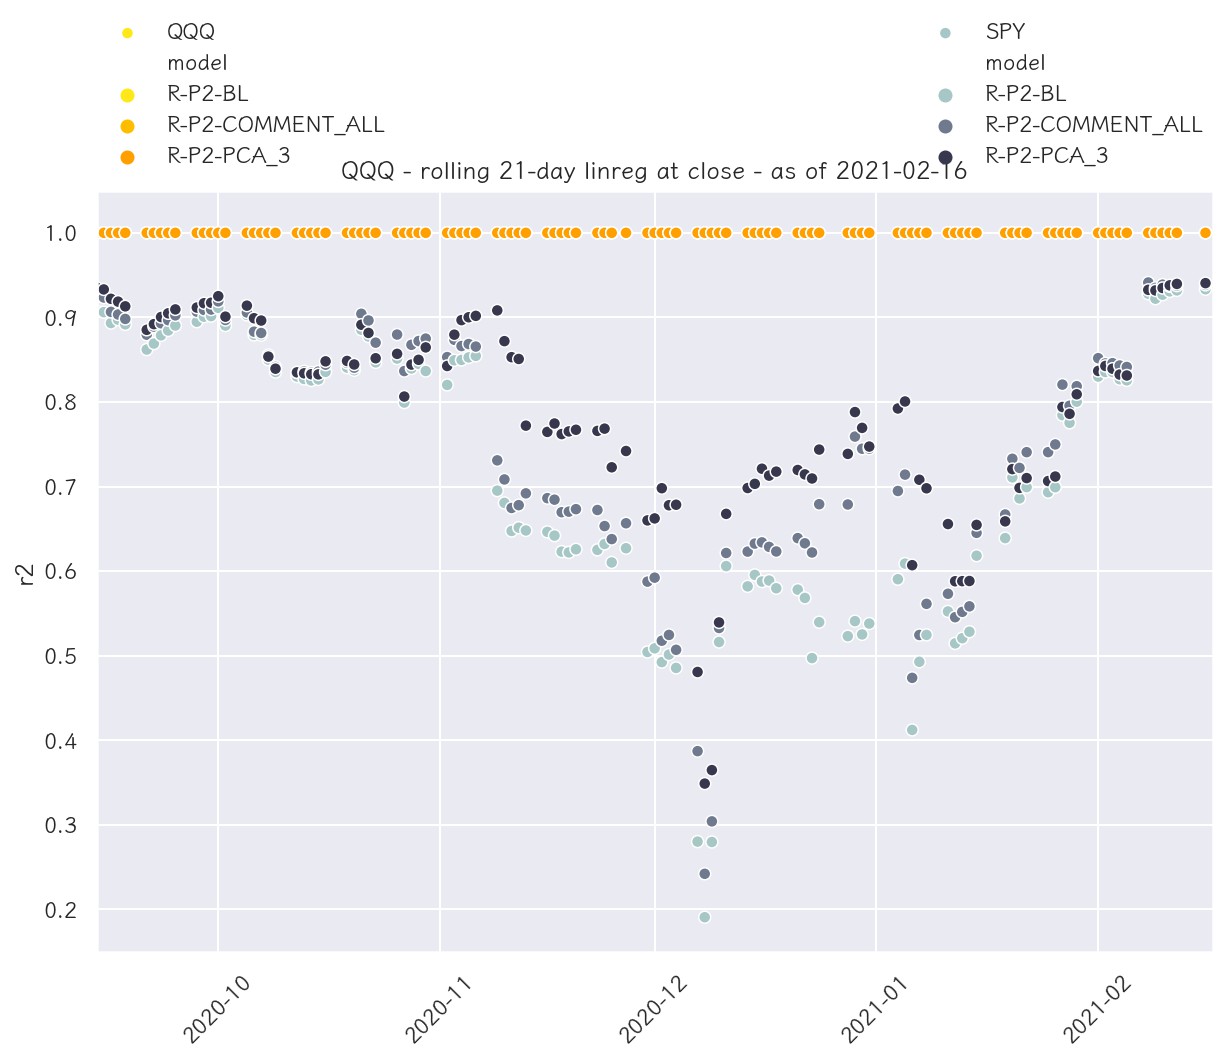 QQQ
model
R-P2-BL
R-P2-COMMENT_ALL
R-P2-PCA_3
SPY
model
R-P2-BL
R-P2-COMMENT_ALL
R-P2-PCA_3
QQQ - rolling 21-day linreg at close - as of 2021-02-16
1.0
0.9
0.8
0.7
0.6
0.5
0.4
0.3
0.2
r2
2020-10
2020-11
2020-12
2021-01
2021-02